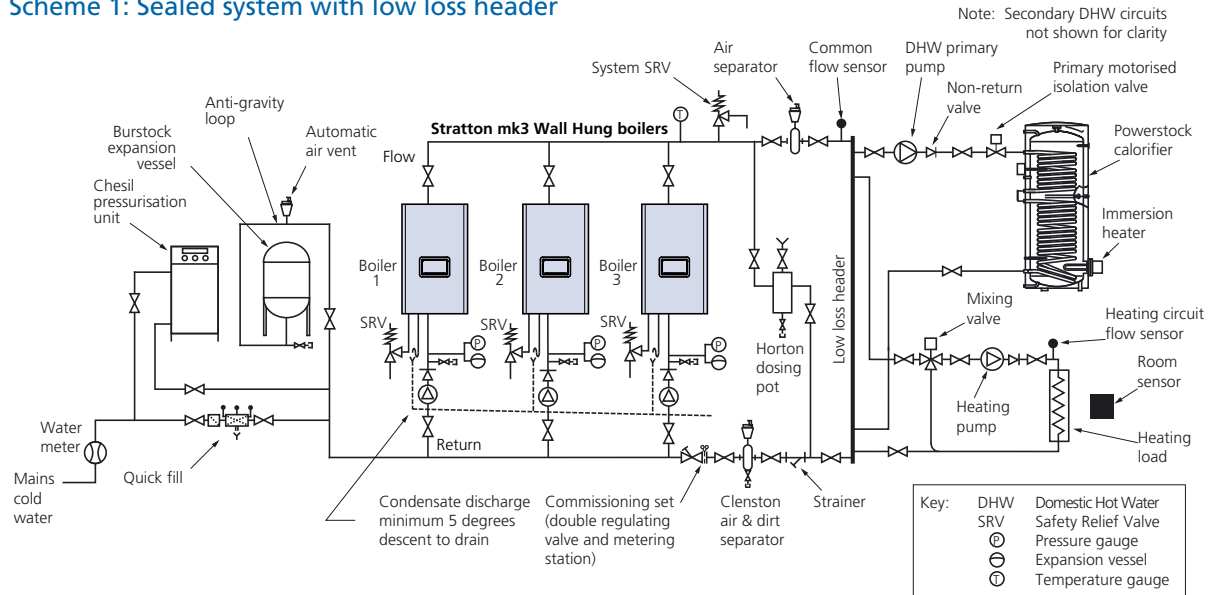 Scheme 1: Sealed system with low loss header
Note: Secondary DHW circuits
not shown for clarity
System SRV
Air
separator
Common
flow sensor
DHW primary
pump
Non-return
valve
Primary motorised
isolation valve
Powerstock
calorifier
Immersion
heater
Anti-gravity
loop
Burstock
expansion
vessel
Automatic
air vent
Chesil
pressurisation
unit
Stratton mk3 Wall Hung boilers
T
Flow
Boiler
1
Boiler
2
Boiler
3
SRV
SRV
SRV
P
P
P
Horton
dosing
pot
Low loss header
Mixing
valve
Heating circuit
flow sensor
Room
sensor
Heating
pump
Heating
load
Water
meter
Mains
cold
water
Quick fill
Return
Condensate discharge
minimum 5 degrees
descent to drain
Commissioning set
(double regulating
valve and metering
station)
Clenston
air & dirt
separator
Strainer
Key: DHW Domestic Hot Water
SRV Safety Relief Valve
P Pressure gauge
Expansion vessel
T Temperature gauge